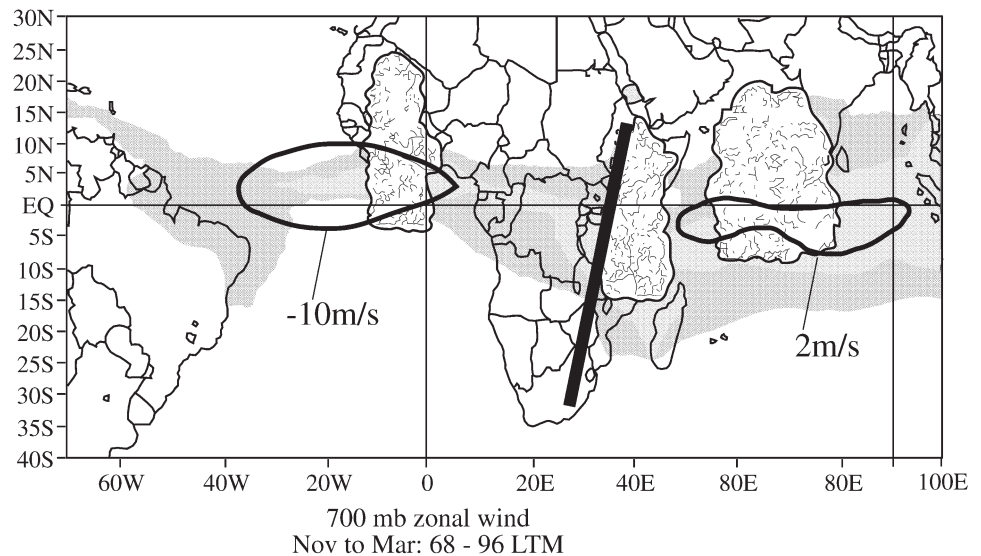 30N
25N
20N
15N
10N
5N
EQ
5S
10S
15S
20S
25S
30S
35S
40S
-10m/s
2m/s
60W 40W 20W 0 20E 40E 80E 80E 100E
700 mb zonal wind
Nov to Mar: 68 - 96 LTM